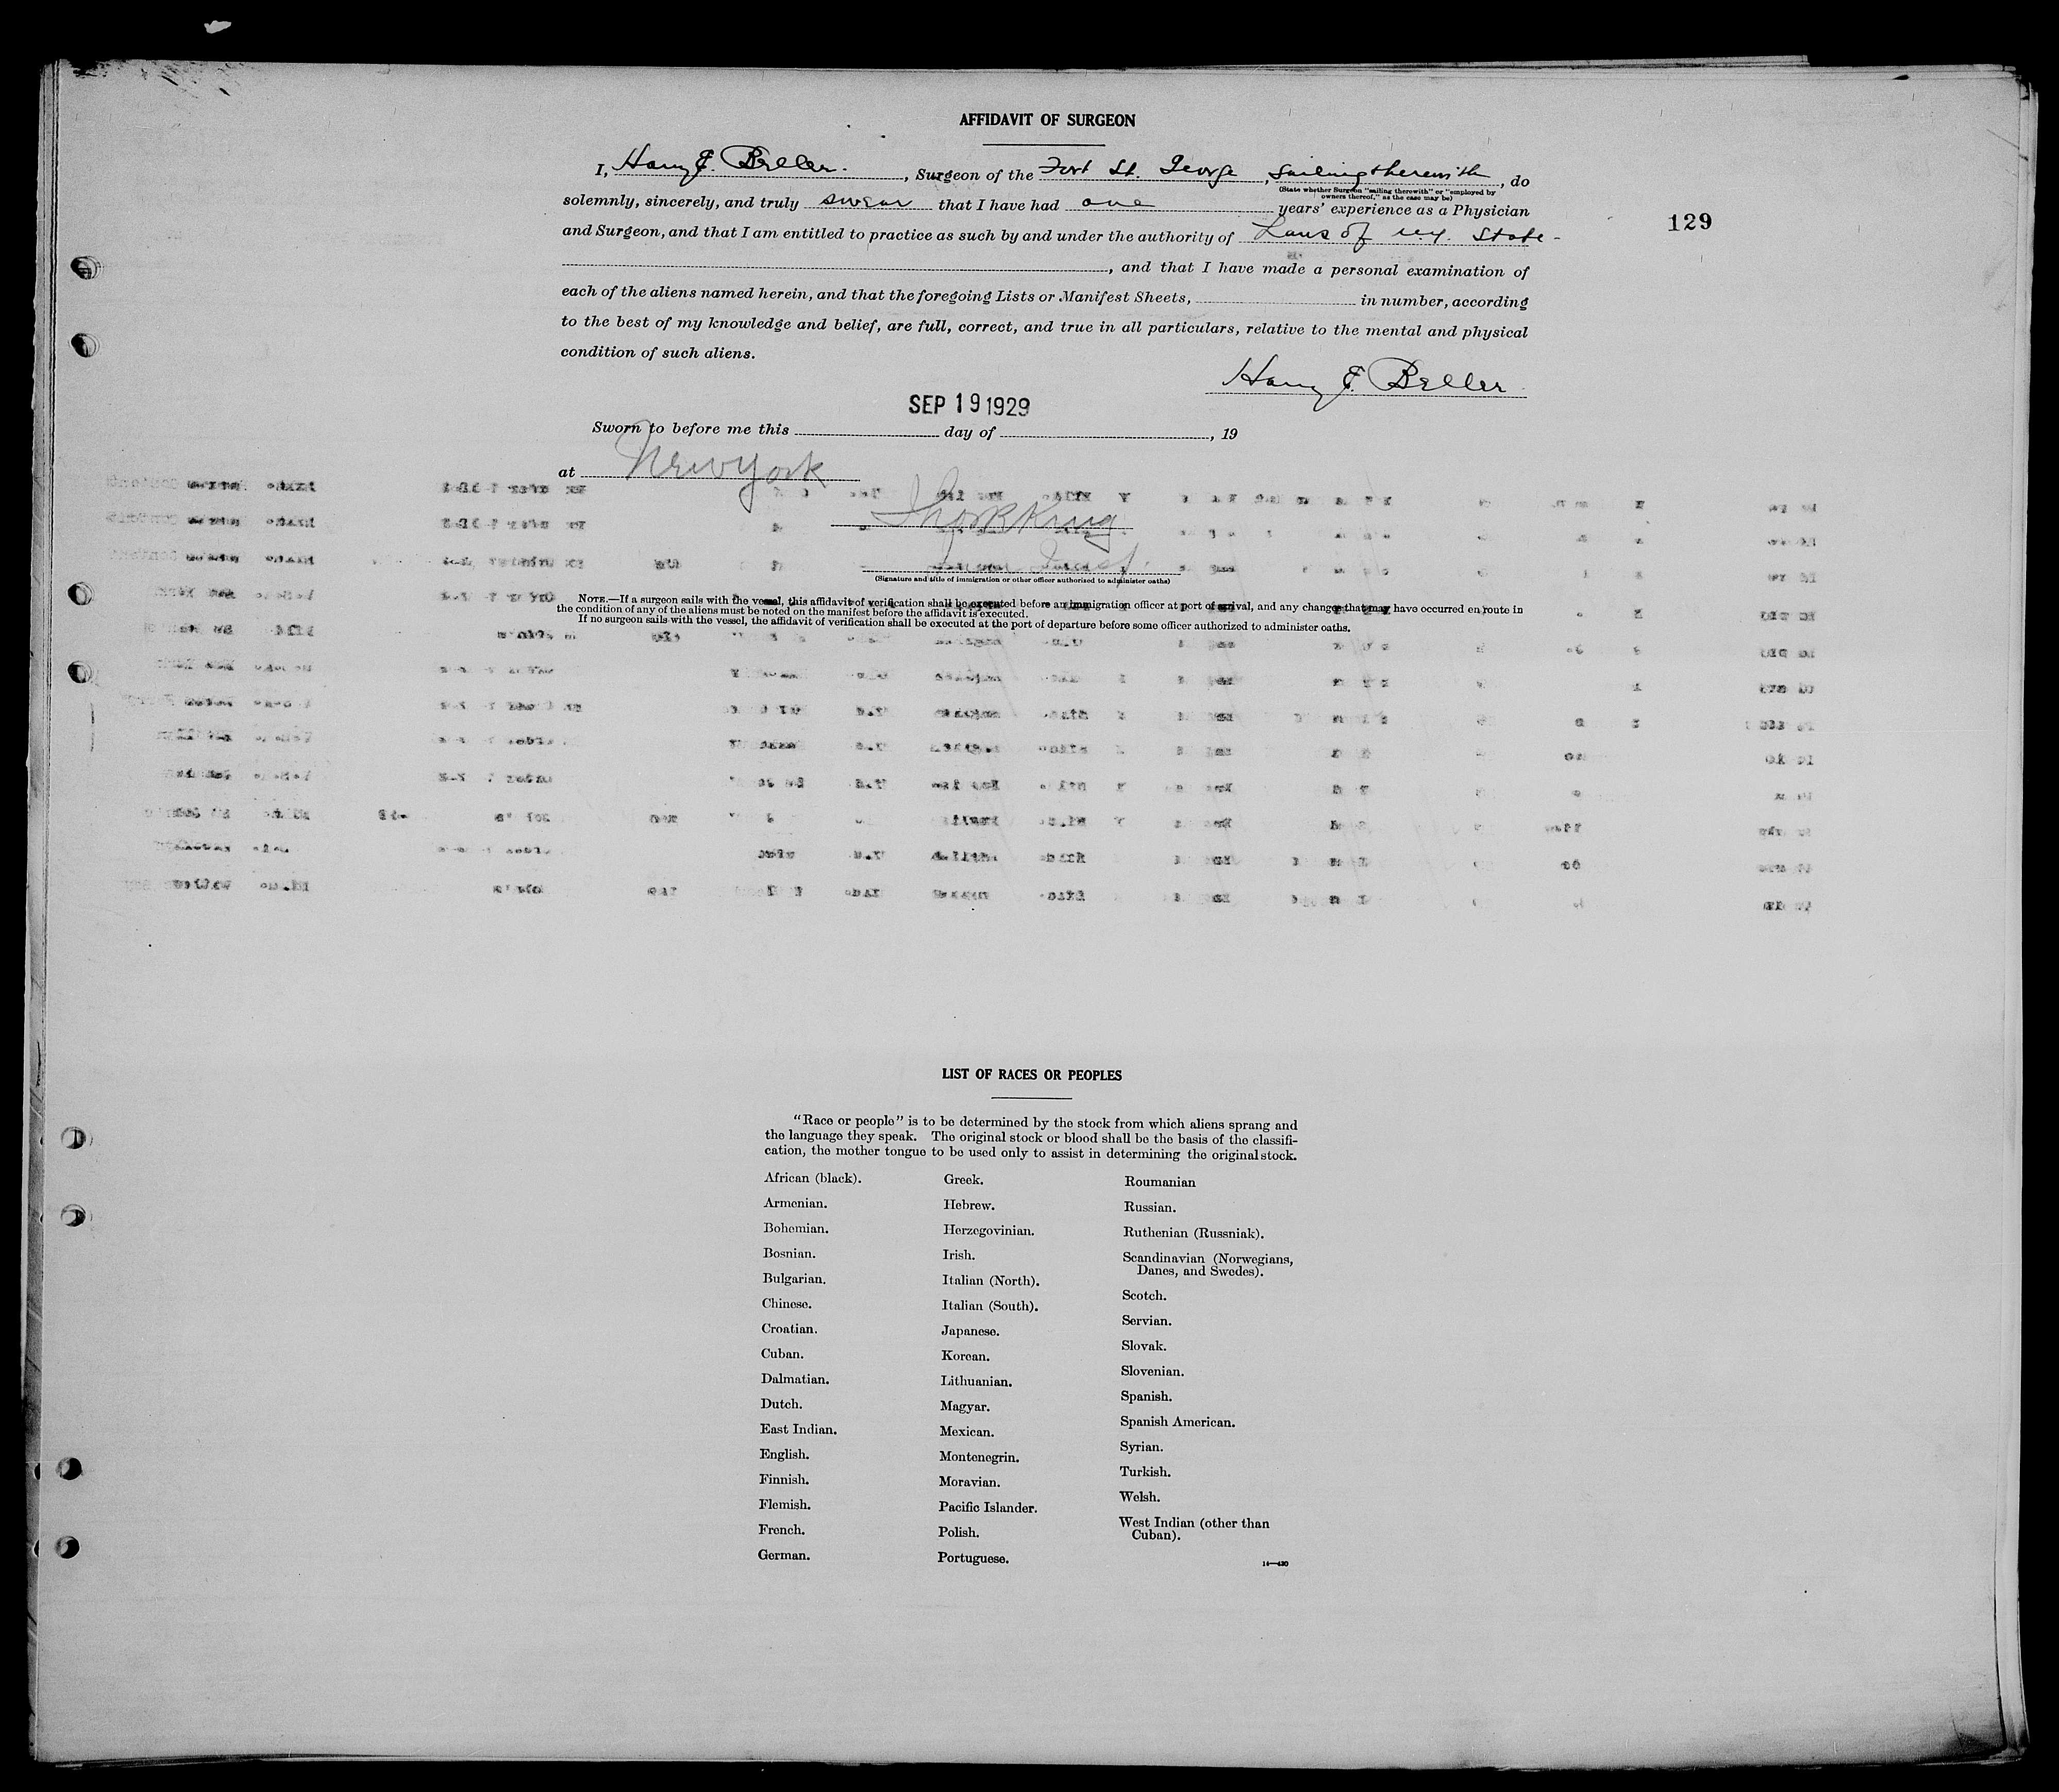 AFFIDAVIT OF SURGEON
I, Harry E. Beller. , Surgeon of the Fort St. George , sailing therewith , do
(State whether Surgeon "sailing therewith" or "employed by
owners thereof," as the case may be)
solemnly, sincerely, and truly swear that I have had one years' experience as a Physician
129
and Surgeon, and that I am entitled to practice as such by and under the authority of Laws of N.Y. State -
, and that I have made a personal examination of
each of the aliens named herein, and that the foregoing Lists or Manifest Sheets, in number, according
to the best of my knowledge and belief, are full, correct, and true in all particulars, relative to the mental and physical
condition of such aliens.
Harry E. Beller
SEP 19 1929
Sworn to before me this day of , 19
at New York
(Signature and title of immigration or other officer authorized to administer oaths)
NOTE.—If a surgeon sails with the vessel, this affidavit of verification shall be executed before an immigration officer at port of arrival, and any changes that may have occurred en route in
the condition of any of the aliens must be noted on the manifest before the affidavit is executed.
If no surgeon sails with the vessel, the affidavit of verification shall be executed at the port of departure before some officer authorized to administer oaths.
LIST OF RACES OR PEOPLES
"Race or people" is to be determined by the stock from which aliens sprang and
the language they speak. The original stock or blood shall be the basis of the classifi-
cation, the mother tongue to be used only to assist in determining the original stock.
African (black).
Armenian.
Bohemian.
Bosnian.
Bulgarian.
Chinese.
Croatian.
Cuban.
Dalmatian.
Dutch.
East Indian.
English.
Finnish.
Flemish.
French.
German.
Greek.
Hebrew.
Herzegovinian.
Irish.
Italian (North).
Italian (South).
Japanese.
Korean.
Lithuanian.
Magyar.
Mexican.
Montenegrin.
Moravian.
Pacific Islander.
Polish.
Portuguese.
Roumanian
Russian.
Ruthenian (Russniak).
Scandinavian (Norwegians,
Danes, and Swedes).
Scotch.
Servian.
Slovak.
Slovenian.
Spanish.
Spanish American.
Syrian.
Turkish.
Welsh.
West Indian (other than
Cuban).
14—430